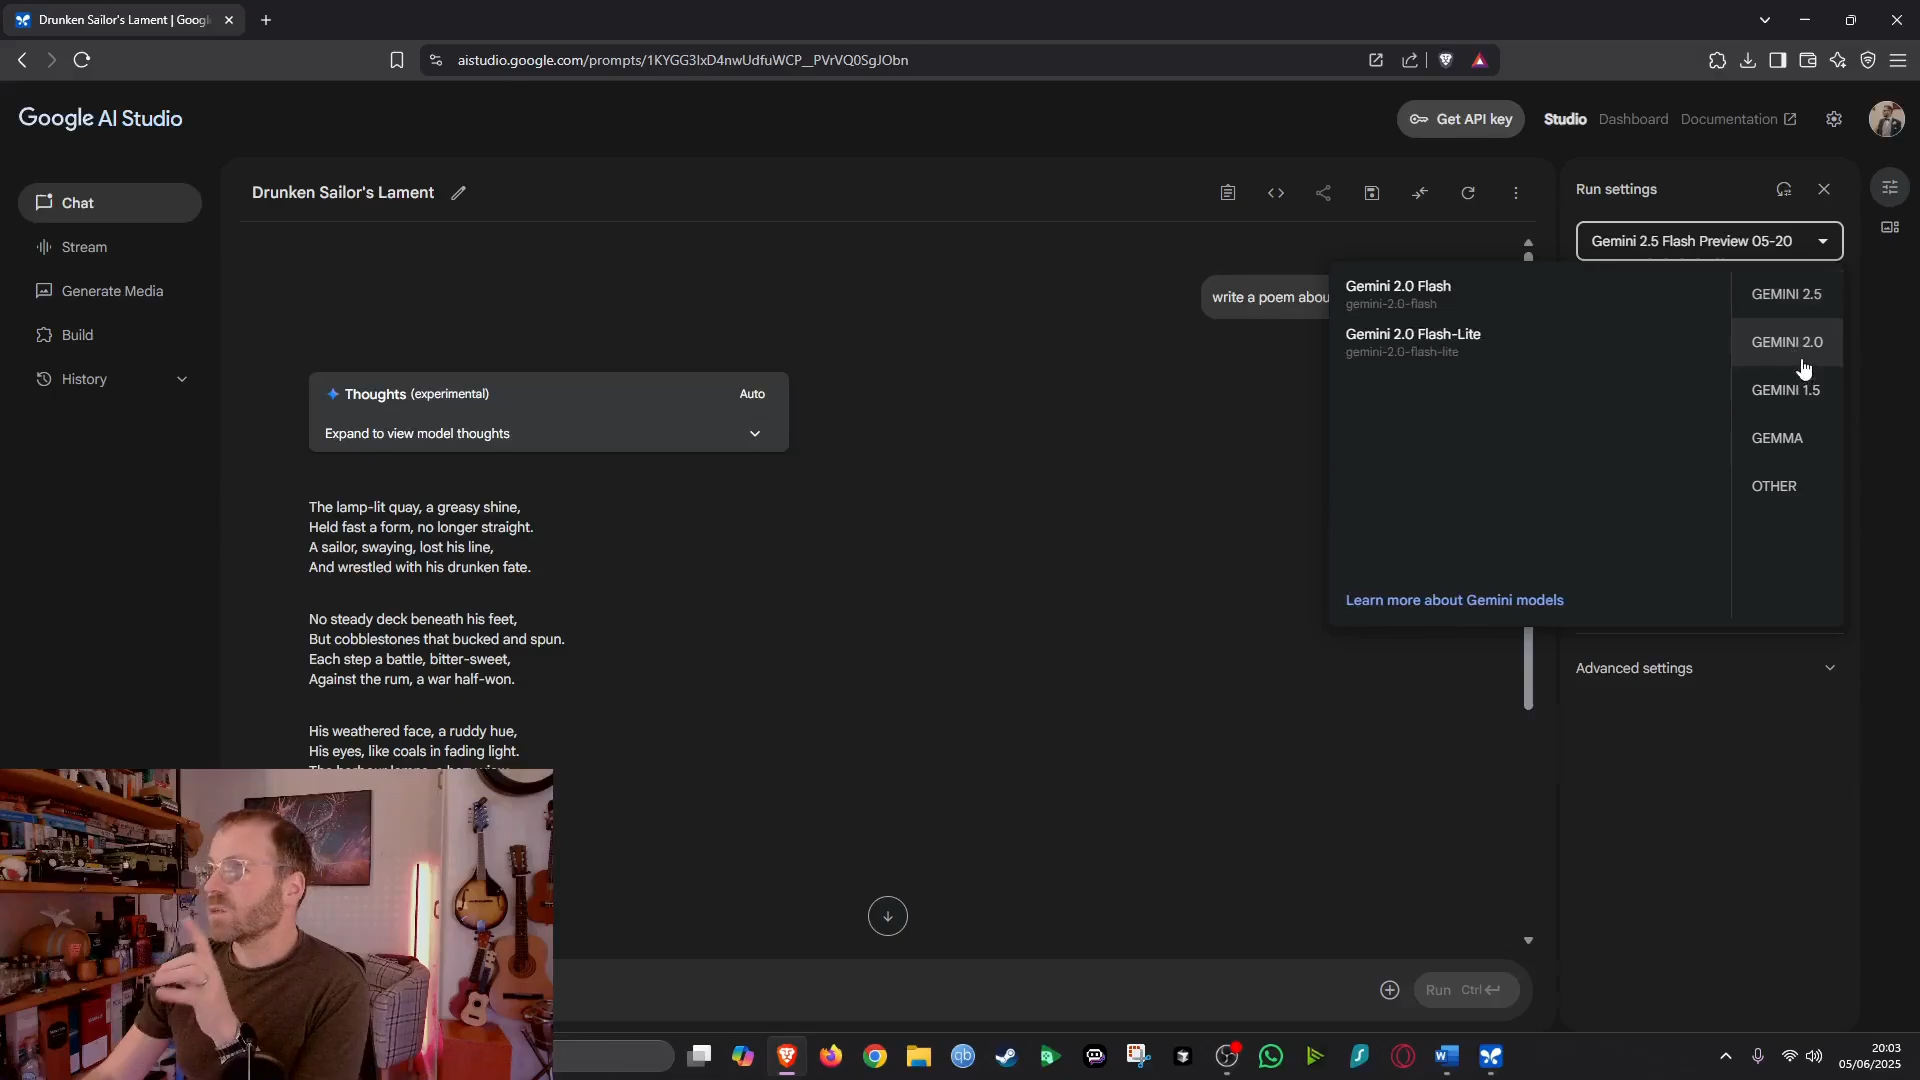 Drunken Sailor's Lament | Googl
aistudio.google.com/prompts/1KYGG3lxD4nwUdfuWCP__PVrVQ0SgJObn
Google AI Studio
Get API key
Studio
Dashboard
Documentation
Chat
Stream
Generate Media
Build
History
Drunken Sailor's Lament
write a poem abou
Thoughts (experimental)
Auto
Expand to view model thoughts
The lamp-lit quay, a greasy shine,
Held fast a form, no longer straight.
A sailor, swaying, lost his line,
And wrestled with his drunken fate.
No steady deck beneath his feet,
But cobblestones that bucked and spun.
Each step a battle, bitter-sweet,
Against the rum, a war half-won.
His weathered face, a ruddy hue,
His eyes, like coals in fading light.
Run Ctrl
Run settings
Gemini 2.5 Flash Preview 05-20
Gemini 2.0 Flash
gemini-2.0-flash
Gemini 2.0 Flash-Lite
gemini-2.0-flash-lite
Learn more about Gemini models
GEMINI 2.5
GEMINI 2.0
GEMINI 1.5
GEMMA
OTHER
Advanced settings
20:03
05/06/2025